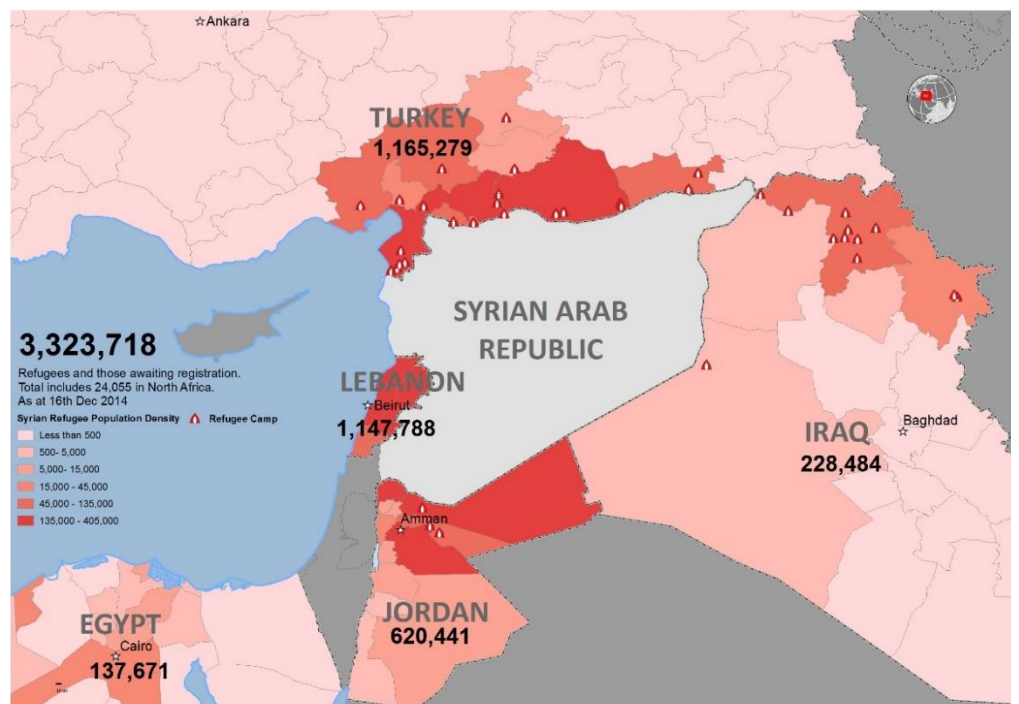 Ankara
TURKEY
1,165,279
SYRIAN ARAB
REPUBLIC
3,323,718
Refugees and those awaiting registration.
Total includes 24,055 in North Africa.
As at 16th Dec 2014
Syrian Refugee Population Density
Refugee Camp
Less than 500
500- 5,000
5,000- 15,000
15,000 - 45,000
45,000 - 135,000
135,000 - 405,000
LEBANON
Beirut
1,147,788
Baghdad
IRAQ
228,484
Amman
JORDAN
620,441
EGYPT
Cairo
137,671